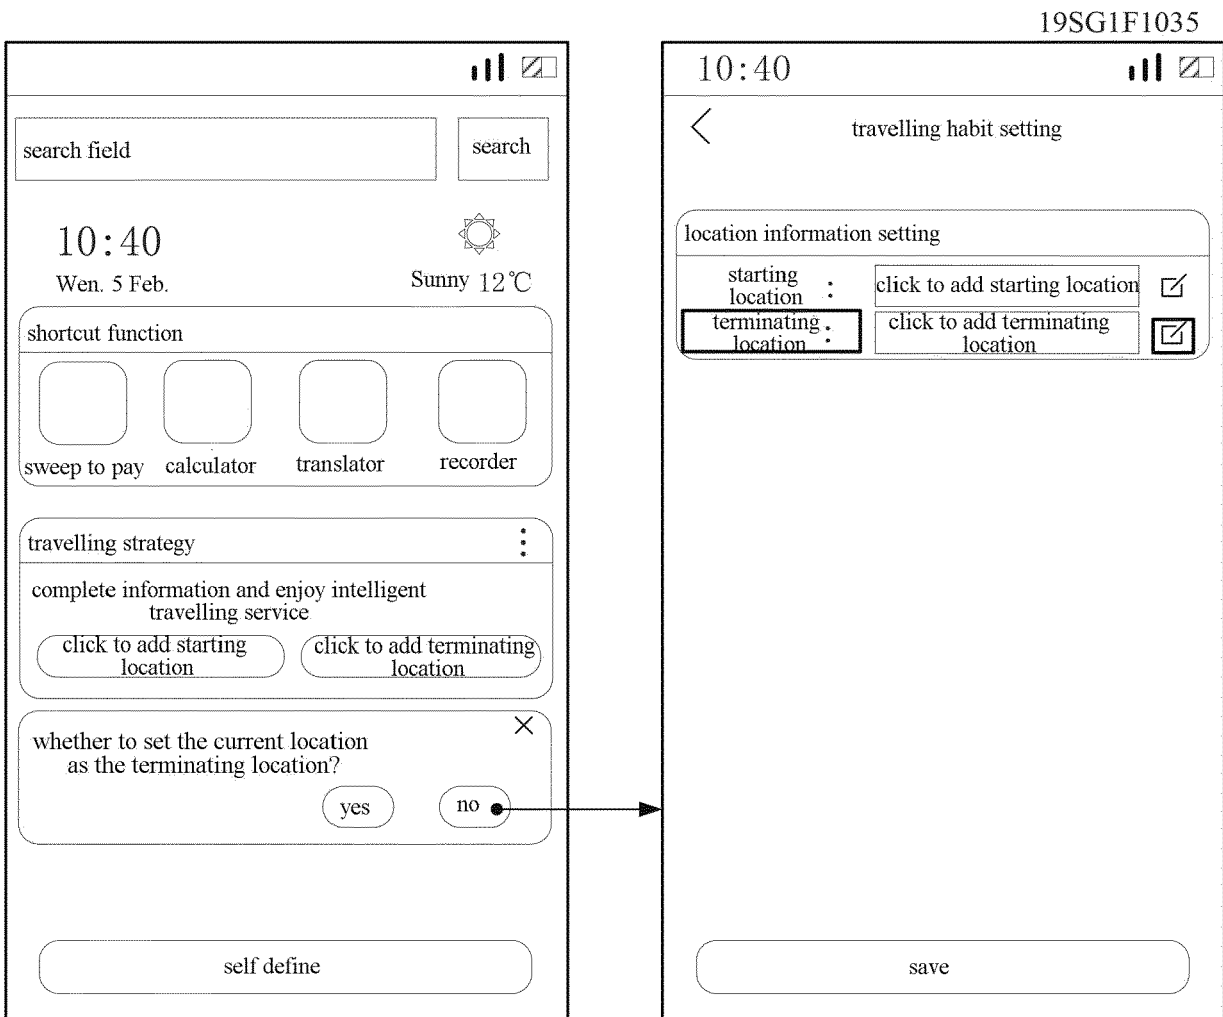 19SG1F1035
search field
search
10:40
Wen. 5 Feb.
Sunny 12℃
shortcut function
sweep to pay
calculator
translator
recorder
travelling strategy
complete information and enjoy intelligent
travelling service
click to add starting
location
click to add terminating
location
whether to set the current location
as the terminating location?
yes
no
self define
10:40
travelling habit setting
location information setting
starting
location :
click to add starting location
terminating
location :
click to add terminating
location
save